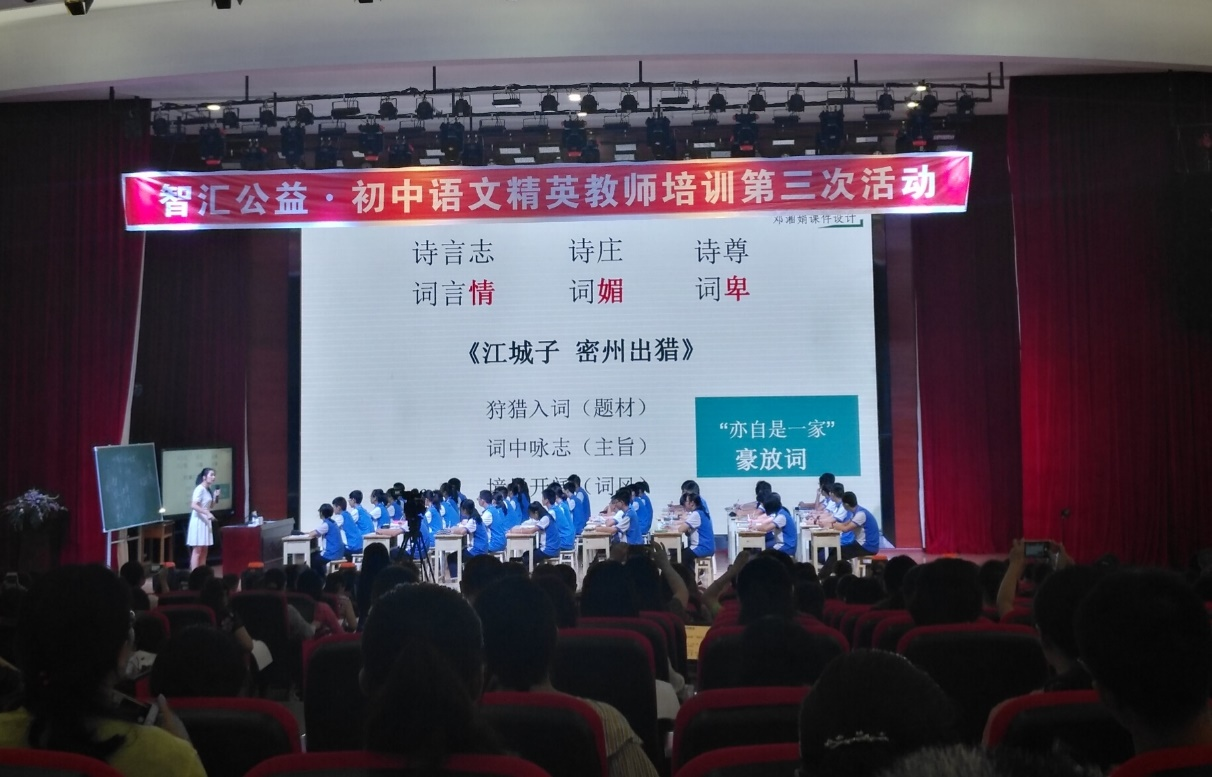 智汇公益·初中语文精英教师培训第三次活动
邓湘娟课件设计
诗言志 诗庄 诗尊
词言情 词媚 词卑
《江城子 密州出猎》
狩猎入词（题材）
词中咏志（主旨）
“亦自是一家”
豪放词
开 （词风）